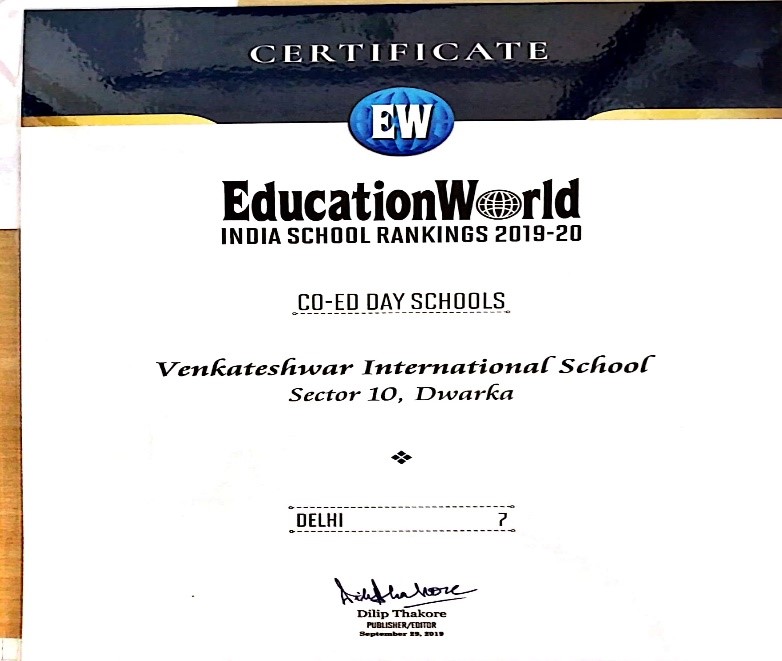 CERTIFICATE
EW
EducationWorld
INDIA SCHOOL RANKINGS 2019-20
CO-ED DAY SCHOOLS
Venkateshwar International School
Sector 10, Dwarka
DELHI 7
Dilip Thakore
Dilip Thakore
PUBLISHER/EDITOR
September 29, 2019